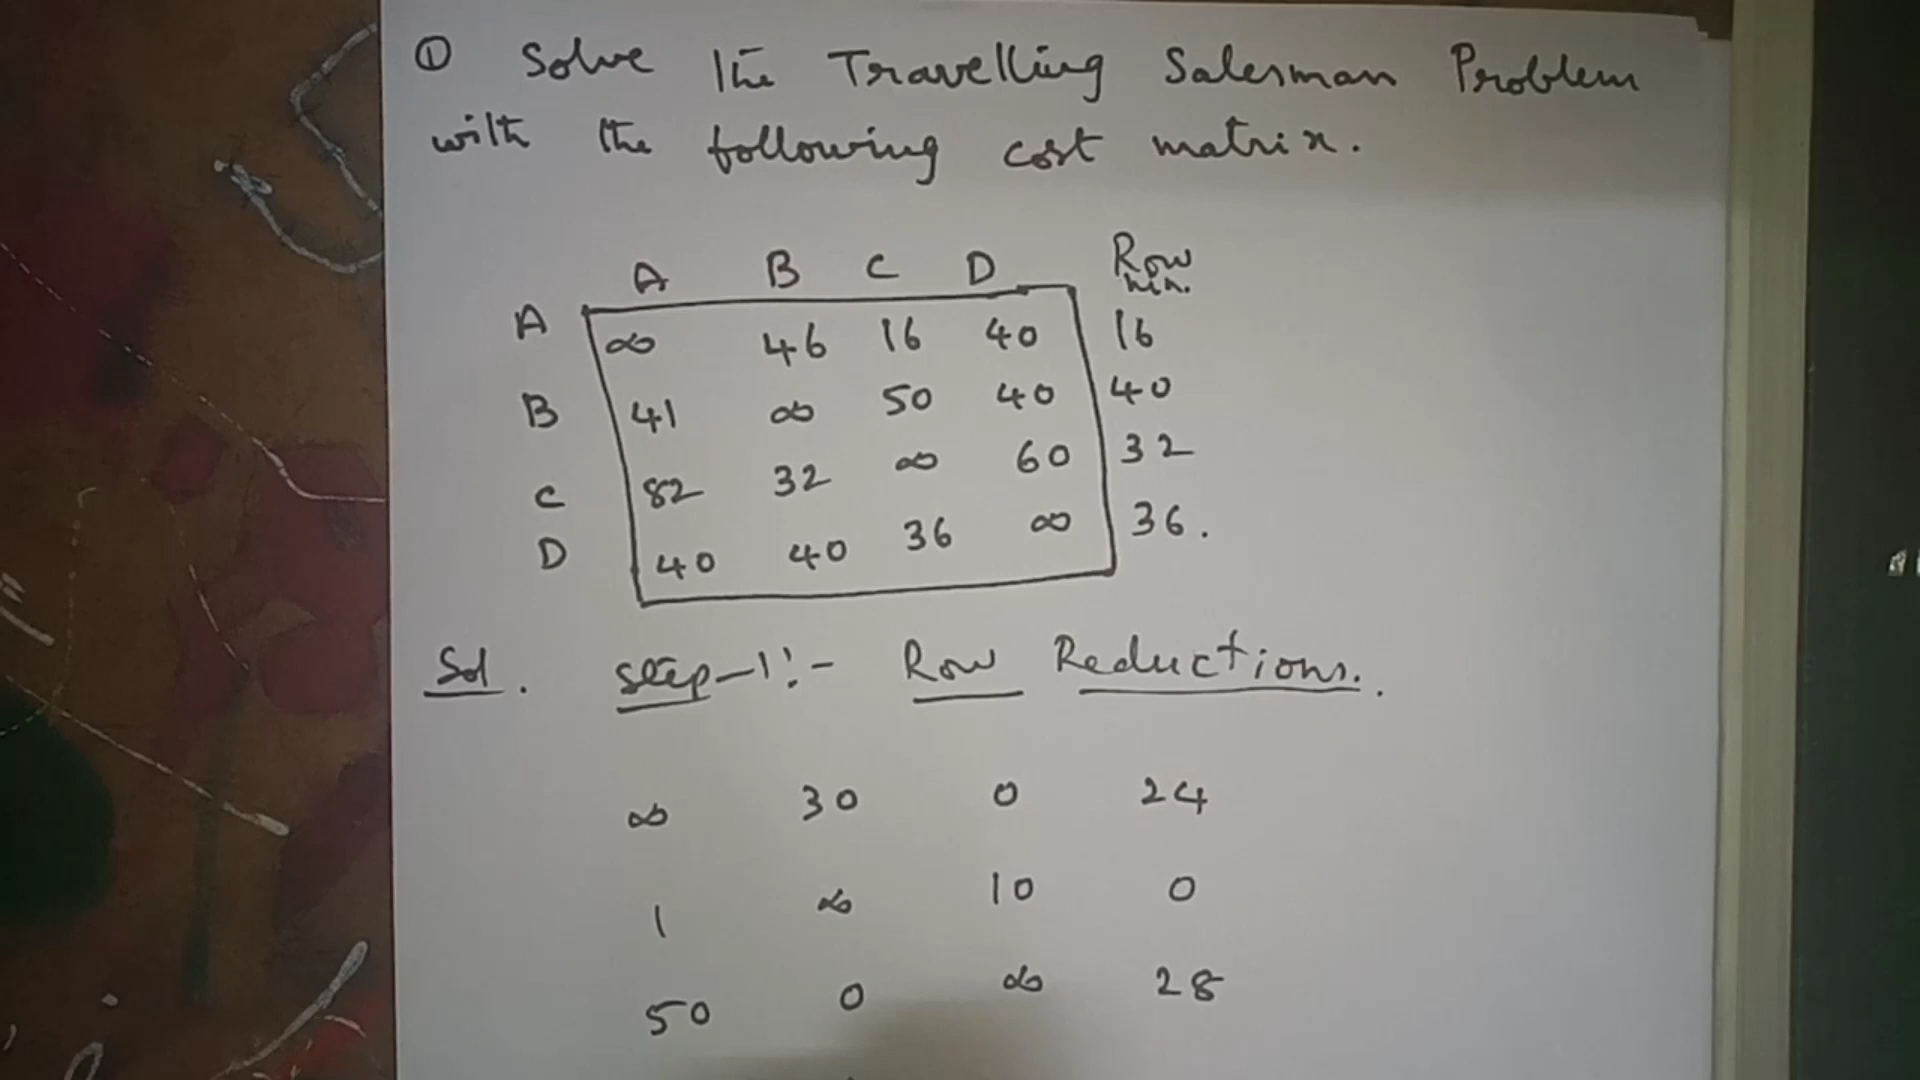 ① Solve the Travelling Salesman Problem
with the following cost matrix.
A B C D Row min.
A ∞ 46 16 40 16
B 41 ∞ 50 40 40
C 82 32 ∞ 60 32
D 40 40 36 ∞ 36.
Sol. Step-1:- Row Reductions.
∞ 30 0 24
1 ∞ 10 0
50 0 ∞ 28